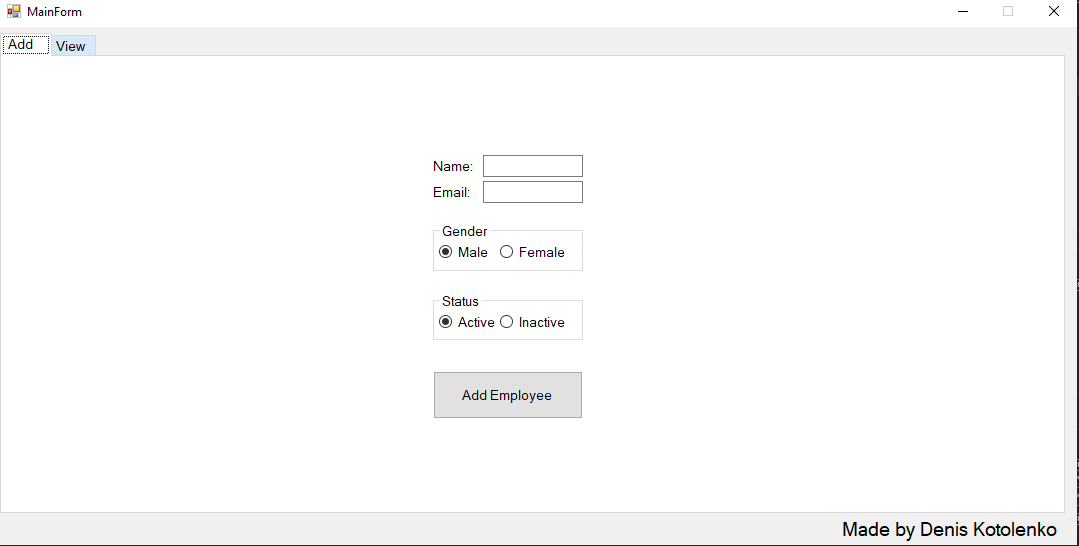 MainForm
Add View
Name:
Email:
Gender
Male Female
Status
Active Inactive
Add Employee
Made by Denis Kotolenko